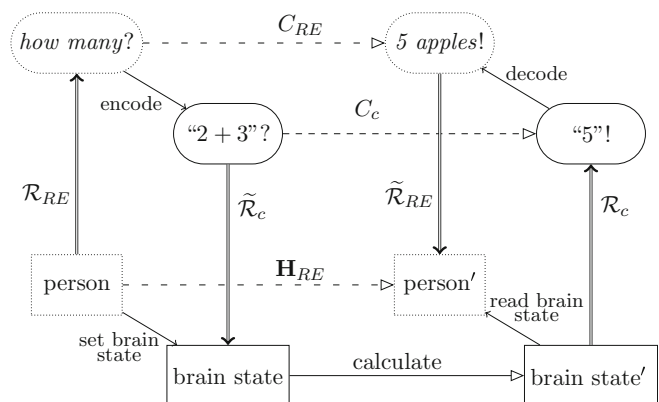 C_RE
how many?
5 apples!
encode
decode
C_c
“2 + 3”?
“5”!
R_RE
R̃_c
R̃_RE
R_c
H_RE
person
person′
set brain
state
read brain
state
calculate
brain state
brain state′